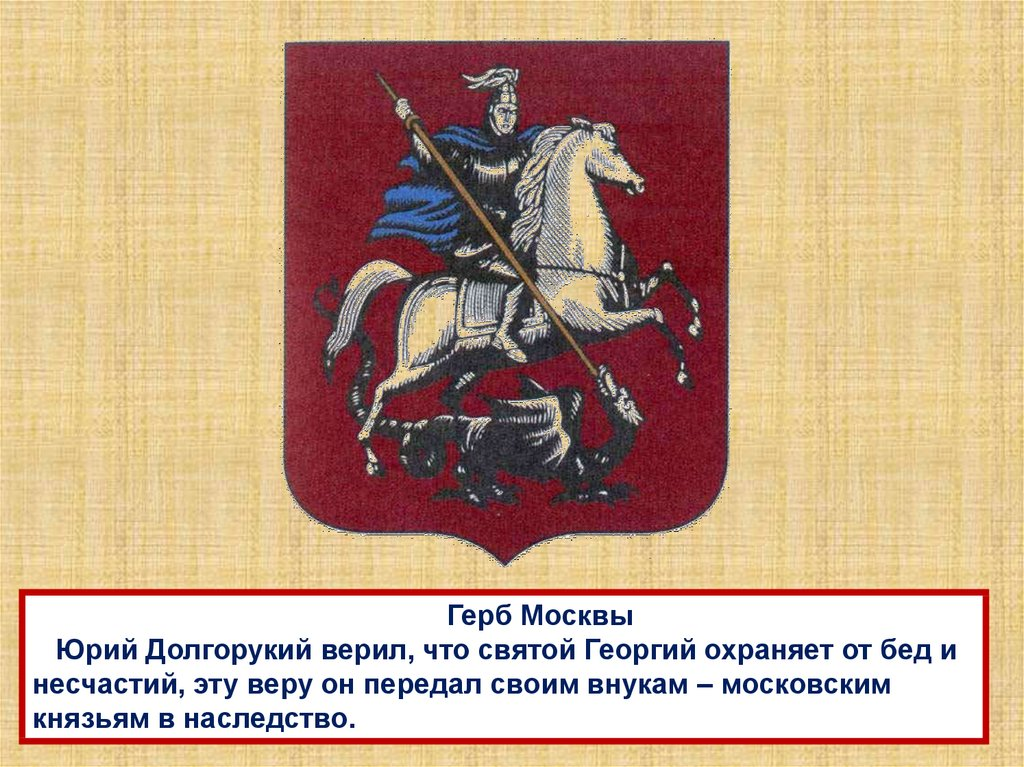 Герб Москвы
Юрий Долгорукий верил, что святой Георгий охраняет от бед и
несчастий, эту веру он передал своим внукам – московским
князьям в наследство.